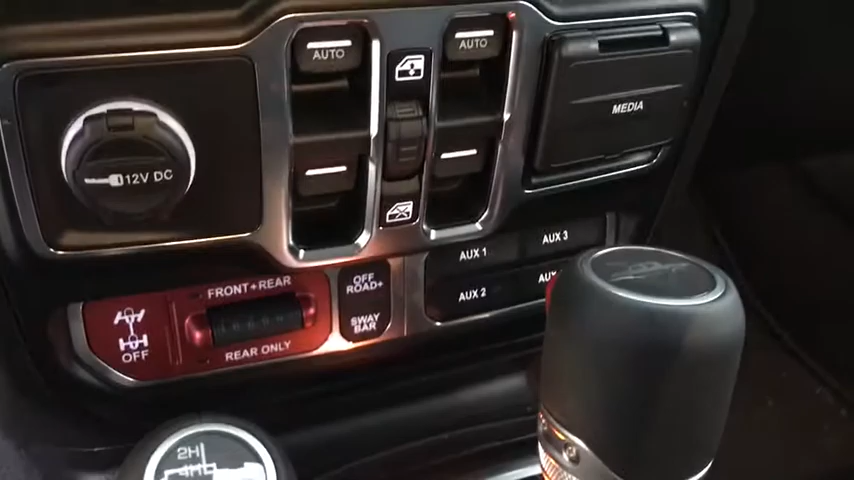 AUTO
AUTO
MEDIA
12V DC
AUX 1
AUX 3
AUX 2
FRONT+REAR
REAR ONLY
OFF
OFF
ROAD+
SWAY
BAR
2H
4H